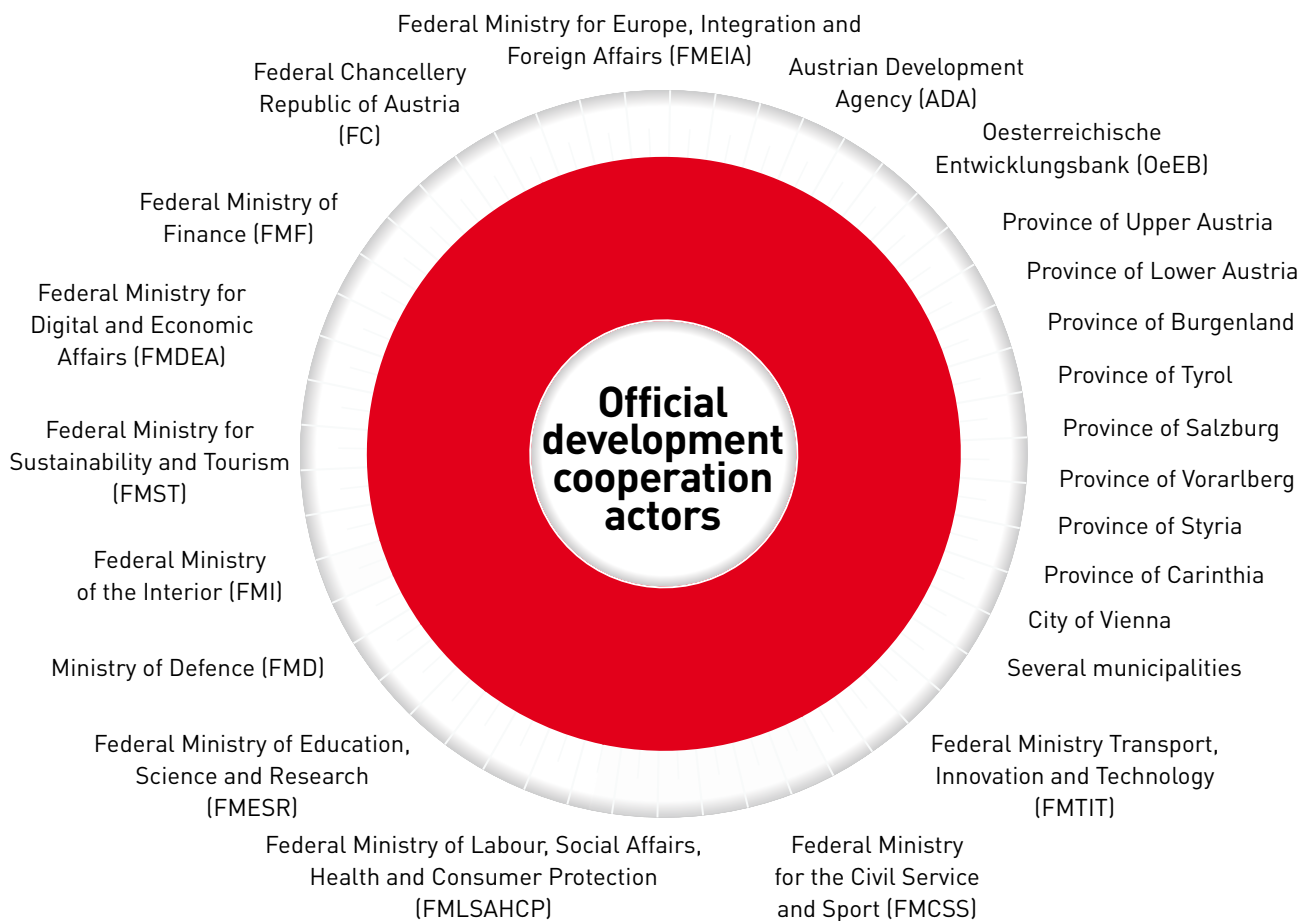 Federal Ministry for Europe, Integration and
Foreign Affairs (FMEIA)
Austrian Development
Agency (ADA)
Oesterreichische
Entwicklungsbank (OeEB)
Province of Upper Austria
Province of Lower Austria
Province of Burgenland
Province of Tyrol
Province of Salzburg
Province of Vorarlberg
Province of Styria
Province of Carinthia
City of Vienna
Several municipalities
Federal Ministry Transport,
Innovation and Technology
(FMTIT)
Federal Ministry
for the Civil Service
and Sport (FMCSS)
Federal Ministry of Labour, Social Affairs,
Health and Consumer Protection
(FMLSAHCP)
Federal Ministry of Education,
Science and Research
(FMESR)
Ministry of Defence (FMD)
Federal Ministry
of the Interior (FMI)
Federal Ministry for
Sustainability and Tourism
(FMST)
Federal Ministry for
Digital and Economic
Affairs (FMDEA)
Federal Ministry of
Finance (FMF)
Federal Chancellery
Republic of Austria
(FC)
Official
development
cooperation
actors